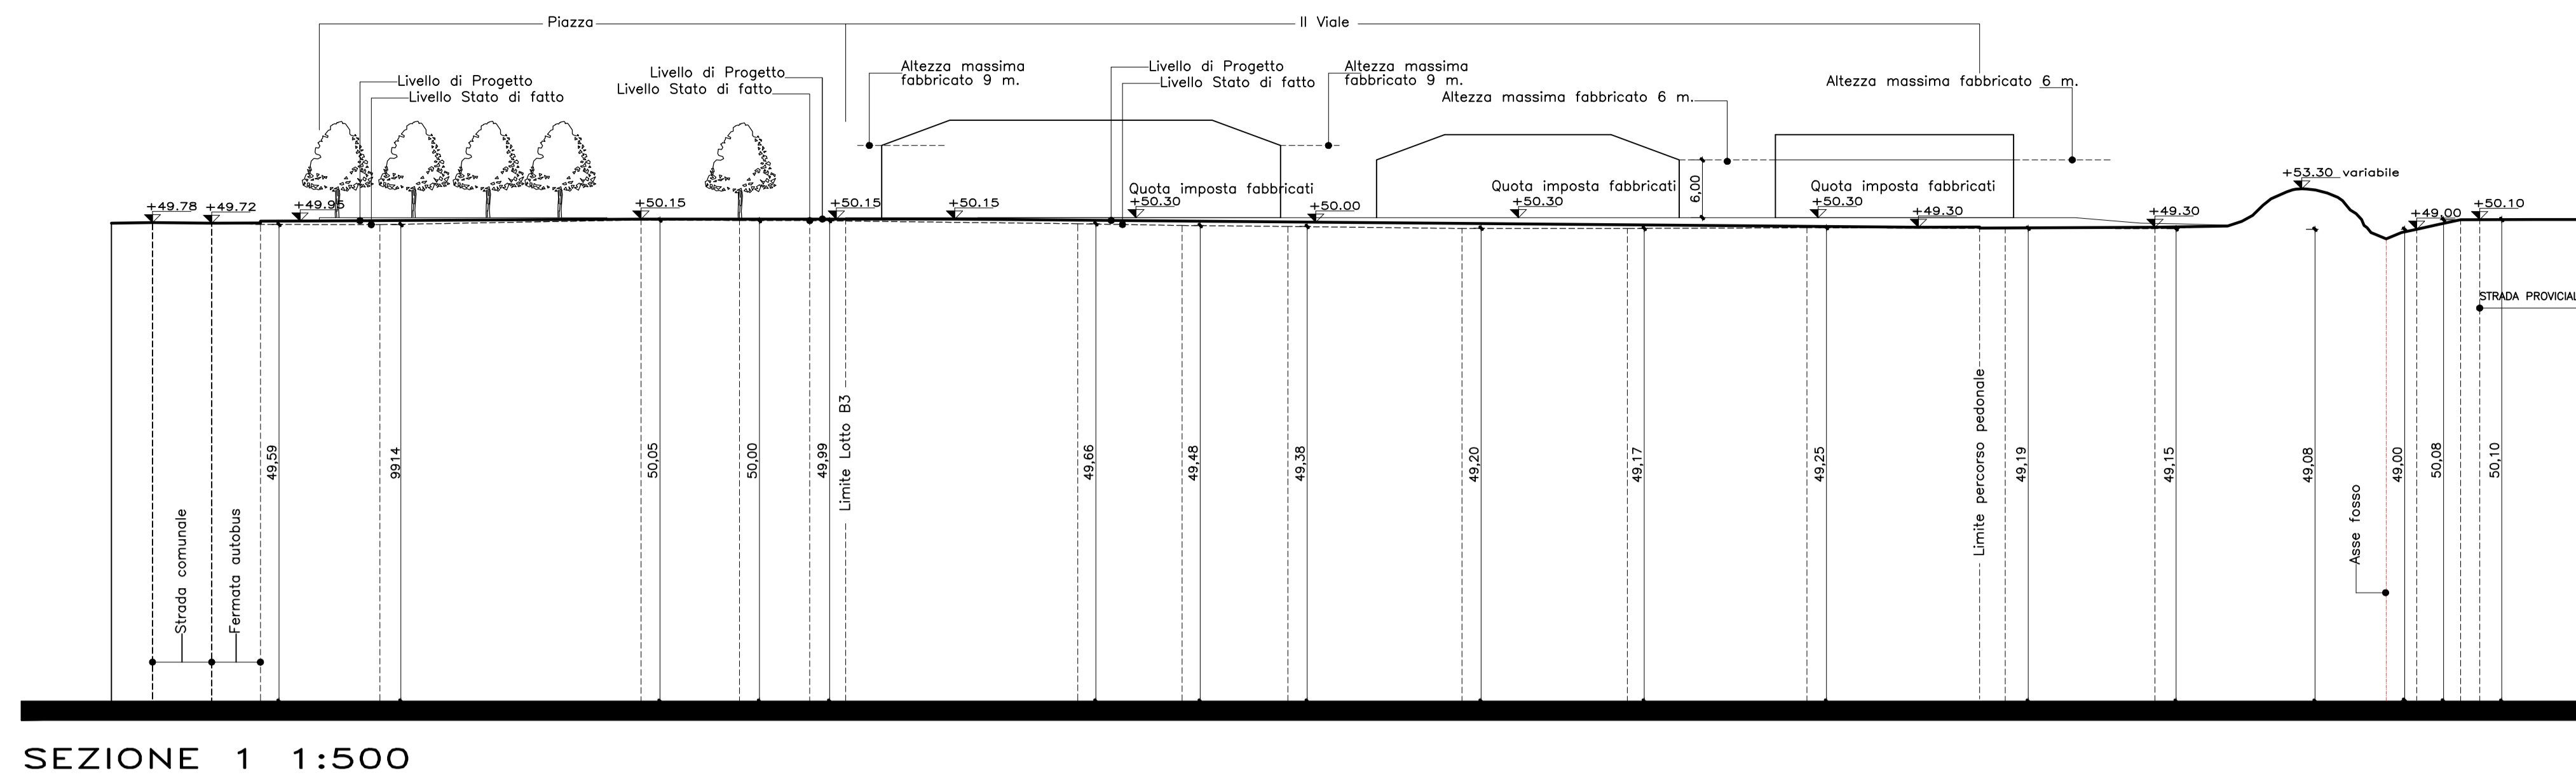 Piazza
Il Viale
Livello di Progetto
Livello Stato di fatto
Livello di Progetto
Livello Stato di fatto
Altezza massima
fabbricato 9 m.
Livello di Progetto
Livello Stato di fatto
Altezza massima
fabbricato 9 m.
Altezza massima fabbricato 6 m.
Altezza massima fabbricato 6 m.
+49.78
+49.72
+49.95
+50.15
+50.15
+50.15
Quota imposta fabbricati
+50.30
+50.00
Quota imposta fabbricati
+50.30
6,00
Quota imposta fabbricati
+50.30
+49.30
+49.30
+53.30 variabile
+49,00
+50.10
STRADA PROVICIAL
49,59
9914
50,05
50,00
49,99
Limite Lotto B3
49,66
49,48
49,38
49,20
49,17
49,25
Limite percorso pedonale
49,19
49,15
49,08
Asse fosso
49,00
50,08
50,10
Strada comunale
Fermata autobus
SEZIONE 1 1:500